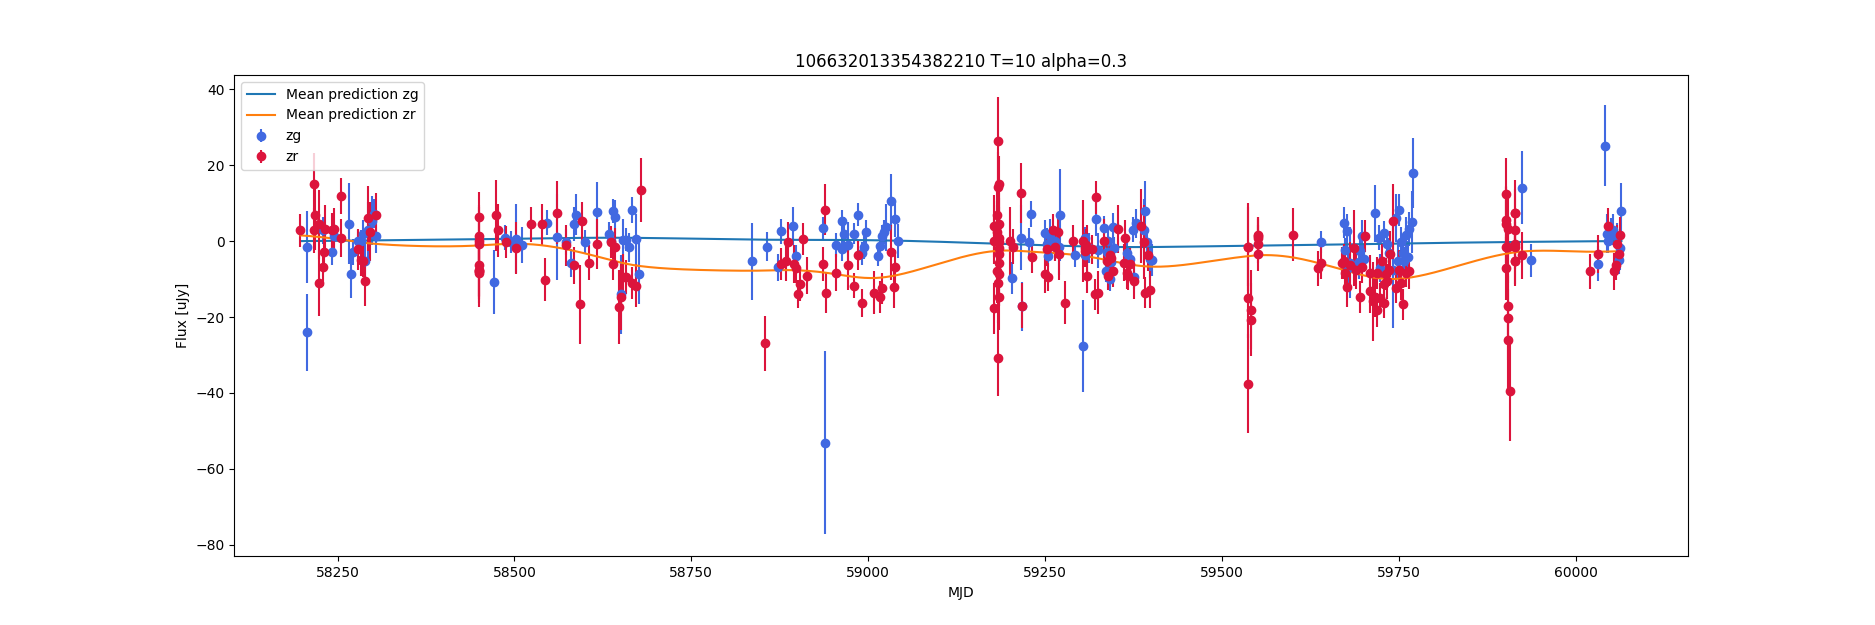 106632013354382210 T=10 alpha=0.3
Mean prediction zg
Mean prediction zr
zg
zr
40
20
0
−20
−40
−60
−80
Flux [uJy]
58250 58500 58750 59000 59250 59500 59750 60000
MJD